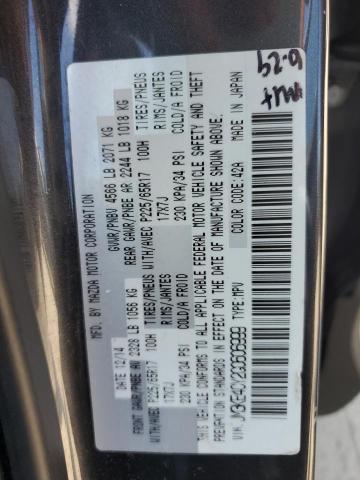 MFD. BY MAZDA MOTOR CORPORATION
DATE: 12/14 GVWR/PNBV 4566 LB 2071 KG
FRONT GAWR/PNBE AV 2328 LB 1056 KG REAR GAWR/PNBE AR 2244 LB 1018 KG
TIRES/PNEUS WITH/AVEC P225/65R17 100H TIRES/PNEUS WITH/AVEC P225/65R17 100H
RIMS/JANTES 17X7J RIMS/JANTES 17X7J
COLD/A FROID 230 KPA/34 PSI COLD/A FROID 230 KPA/34 PSI
THIS VEHICLE CONFORMS TO ALL APPLICABLE FEDERAL MOTOR VEHICLE SAFETY AND THEFT
PREVENTION STANDARDS IN EFFECT ON THE DATE OF MANUFACTURE SHOWN ABOVE.
TYPE: MPV COLOR CODE: 42A MADE IN JAPAN